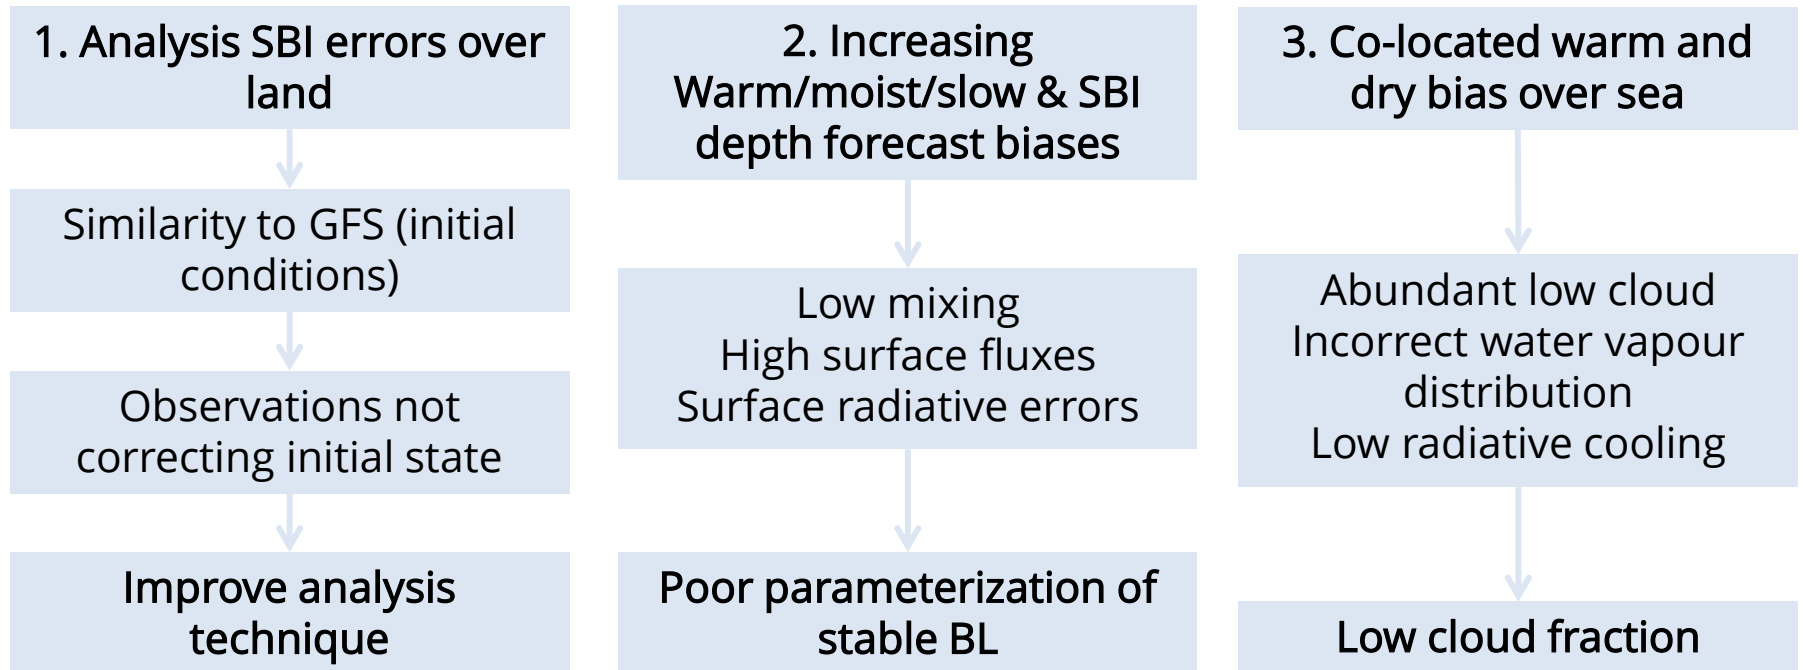 1. Analysis SBI errors over
land
Similarity to GFS (initial
conditions)
Observations not
correcting initial state
Improve analysis
technique
2. Increasing
Warm/moist/slow & SBI
depth forecast biases
Low mixing
High surface fluxes
Surface radiative errors
Poor parameterization of
stable BL
3. Co-located warm and
dry bias over sea
Abundant low cloud
Incorrect water vapour
distribution
Low radiative cooling
Low cloud fraction